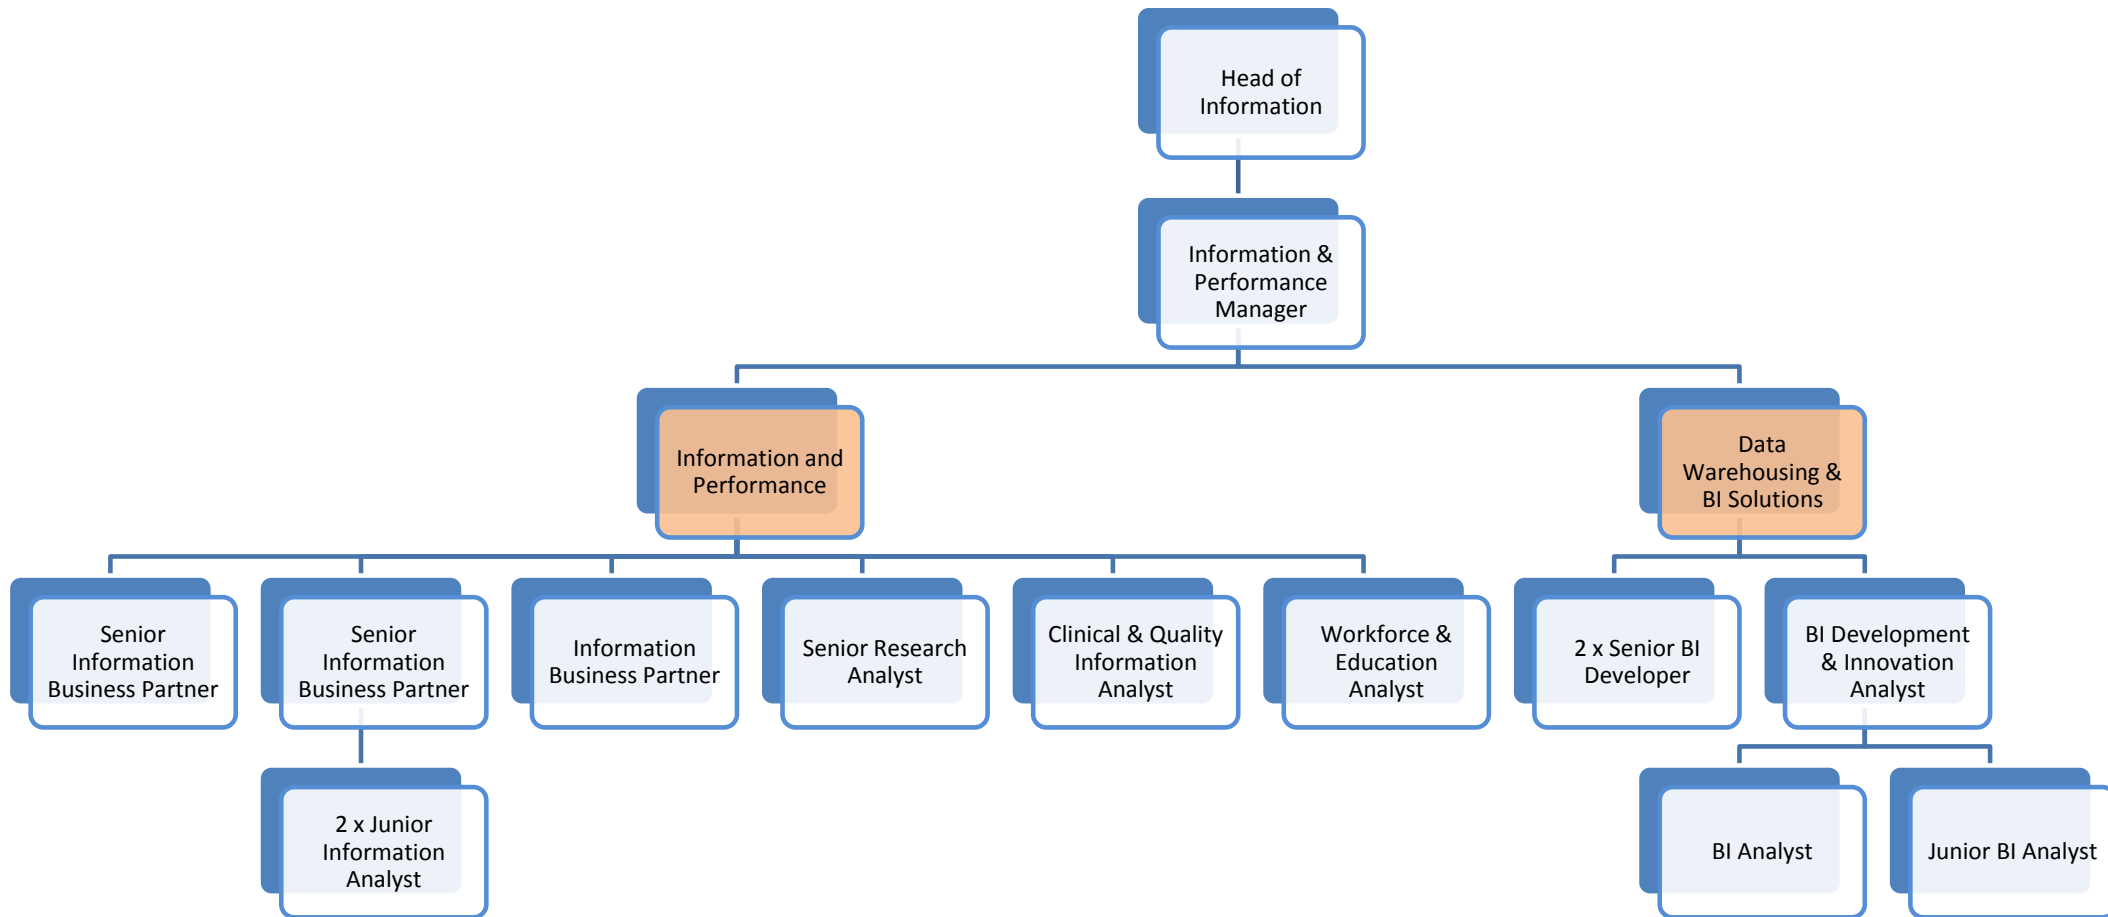 Head of
Information
Information &
Performance
Manager
Information and
Performance
Data
Warehousing &
BI Solutions
Senior
Information
Business Partner
Senior
Information
Business Partner
Information
Business Partner
Senior Research
Analyst
Clinical & Quality
Information
Analyst
Workforce &
Education
Analyst
2 x Senior BI
Developer
BI Development
& Innovation
Analyst
2 x Junior
Information
Analyst
BI Analyst
Junior BI Analyst